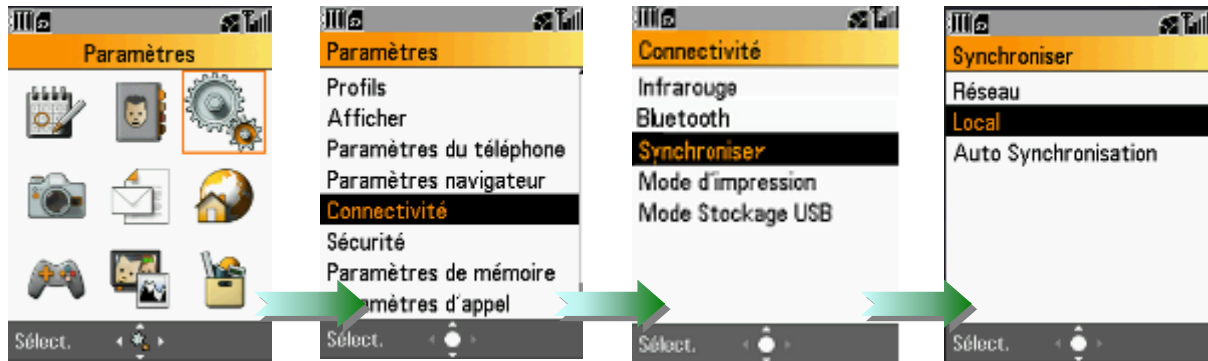 Paramètres
Sélect.
Paramètres
Profils
Afficher
Paramètres du téléphone
Paramètres navigateur
Connectivité
Sécurité
Paramètres de mémoire
amètres d'appel
Sélect.
Connectivité
Infrarouge
Bluetooth
Synchroniser
Mode d'impression
Mode Stockage USB
Sélect.
Synchroniser
Réseau
Local
Auto Synchronisation
Sélect.